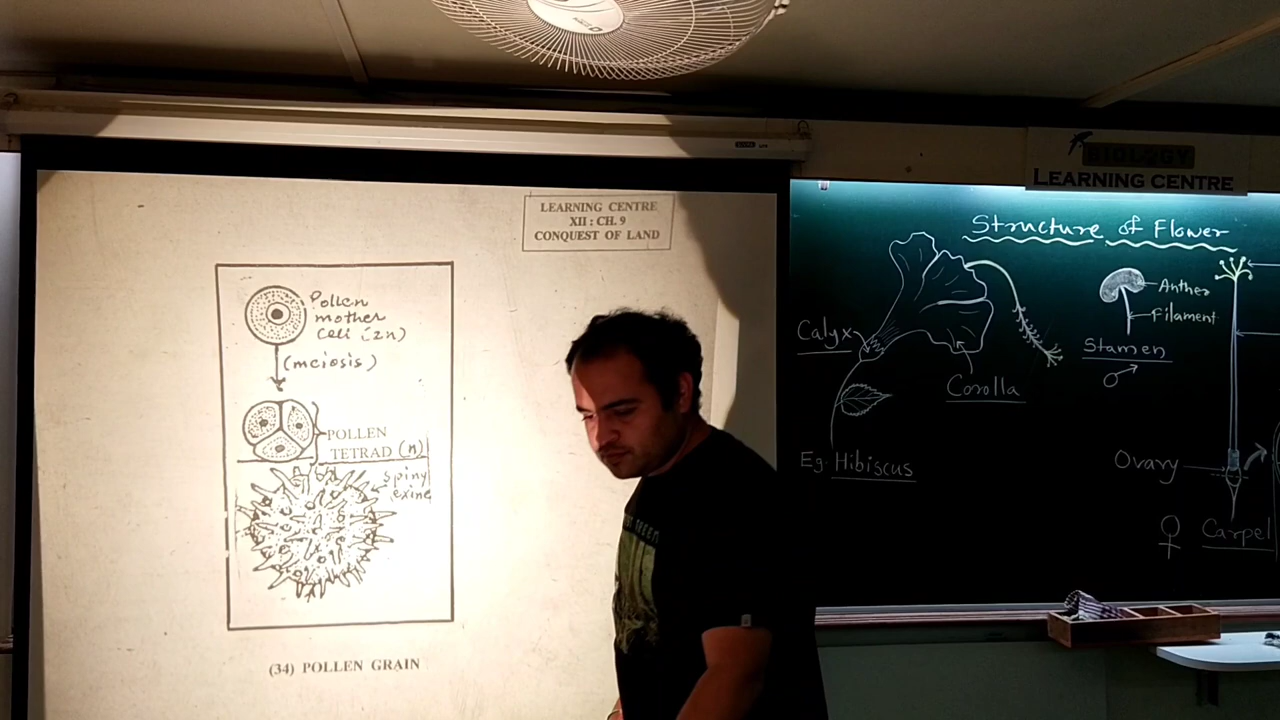 LEARNING CENTRE
XII : CH. 9
CONQUEST OF LAND
Pollen
mother
cell (2n)
(meiosis)
POLLEN
TETRAD (n)
spiny
exine
(34) POLLEN GRAIN
BIOLOGY
LEARNING CENTRE
Structure of Flower
Calyx
Corolla
Eg. Hibiscus
Anther
Filament
Stamen
♂
Ovary
♀ Carpel